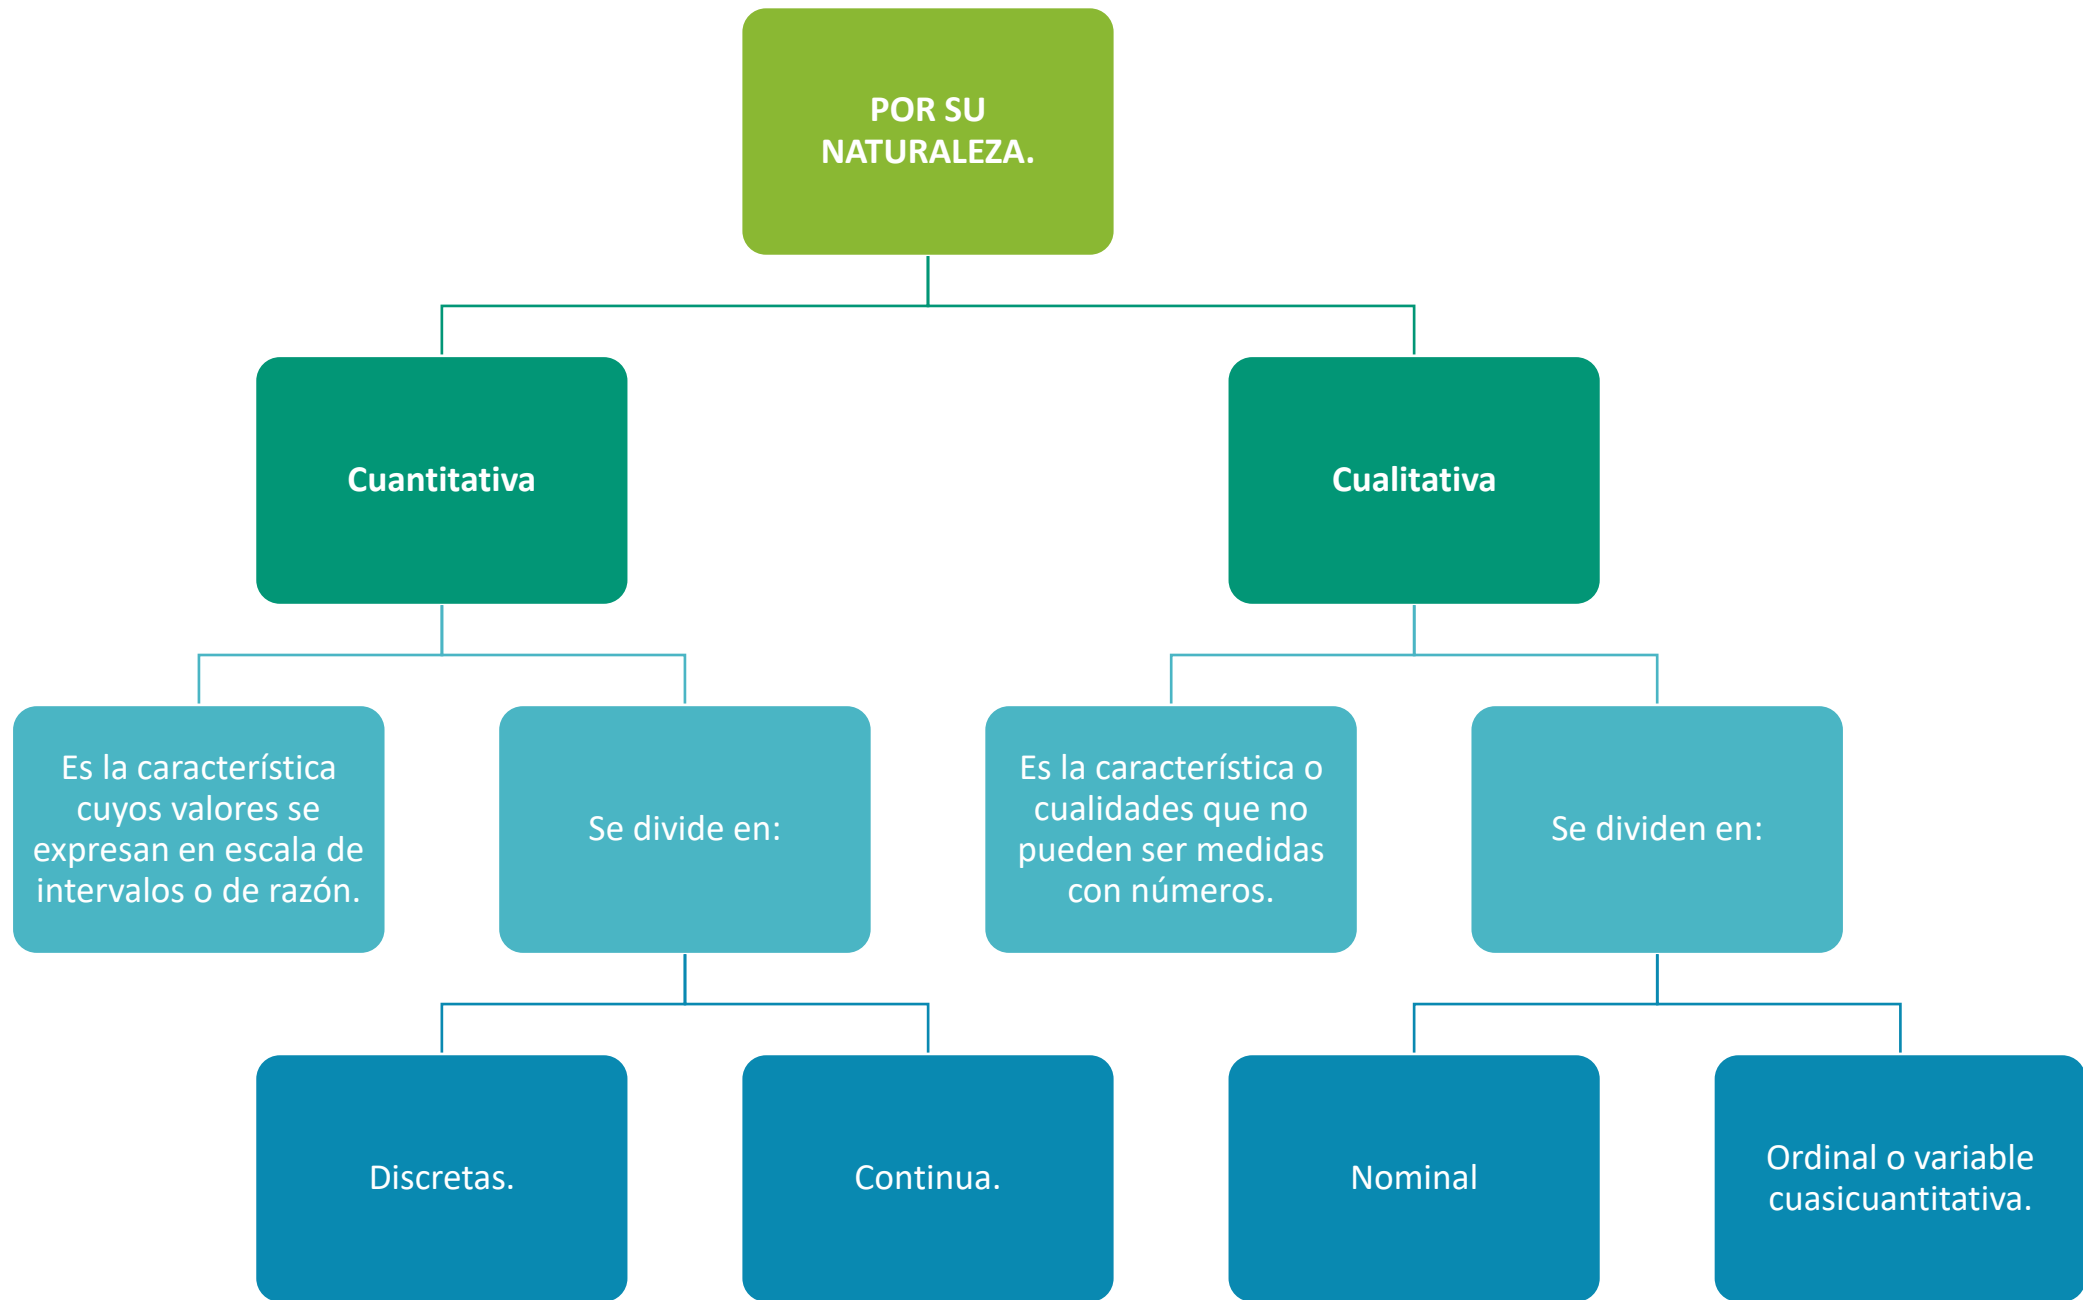 POR SU
NATURALEZA.
Cuantitativa
Cualitativa
Es la característica
cuyos valores se
expresan en escala de
intervalos o de razón.
Se divide en:
Es la característica o
cualidades que no
pueden ser medidas
con números.
Se dividen en:
Discretas.
Continua.
Nominal
Ordinal o variable
cuasicuantitativa.